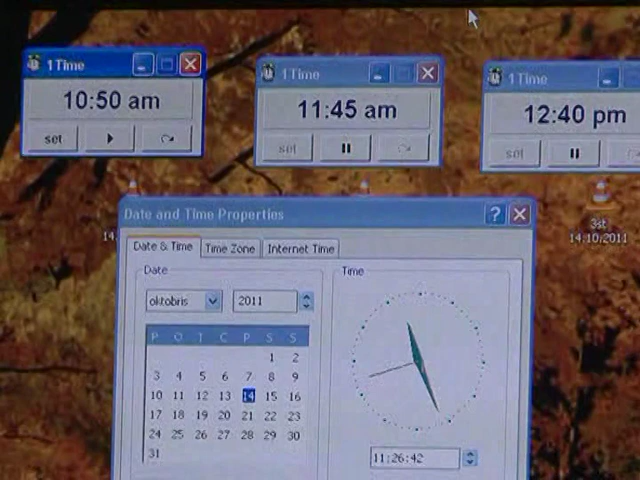 1Time
10:50 am
set
1Time
11:45 am
set
1Time
12:40 pm
set
3st
14.10.2011
14.
Date and Time Properties
Date & Time
Time Zone
Internet Time
Date
oktobris
2011
P O T C P S S
1 2
3 4 5 6 7 8 9
10 11 12 13 14 15 16
17 18 19 20 21 22 23
24 25 26 27 28 29 30
31
Time
11:26:42